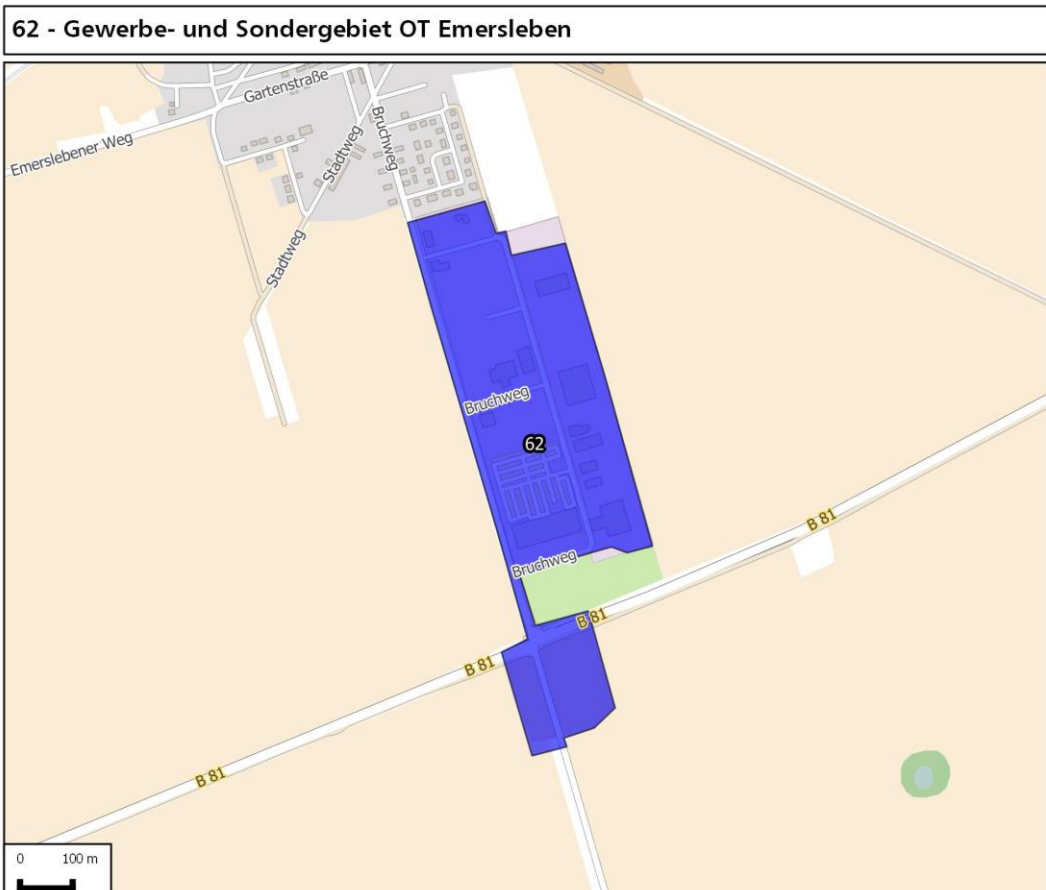 62 - Gewerbe- und Sondergebiet OT Emersleben
Gartenstraße
Emerslebener Weg
Stadtweg
Bruchweg
Stadtweg
Bruchweg
62
B 81
Bruchweg
B 81
B 81
B 81
0 100 m